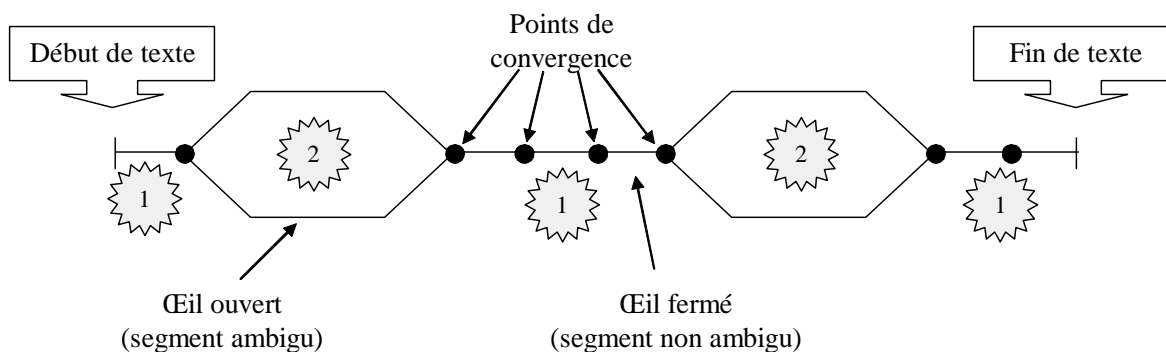 Début de texte
Points de
convergence
Fin de texte
2
2
1
1
1
Œil ouvert
(segment ambigu)
Œil fermé
(segment non ambigu)